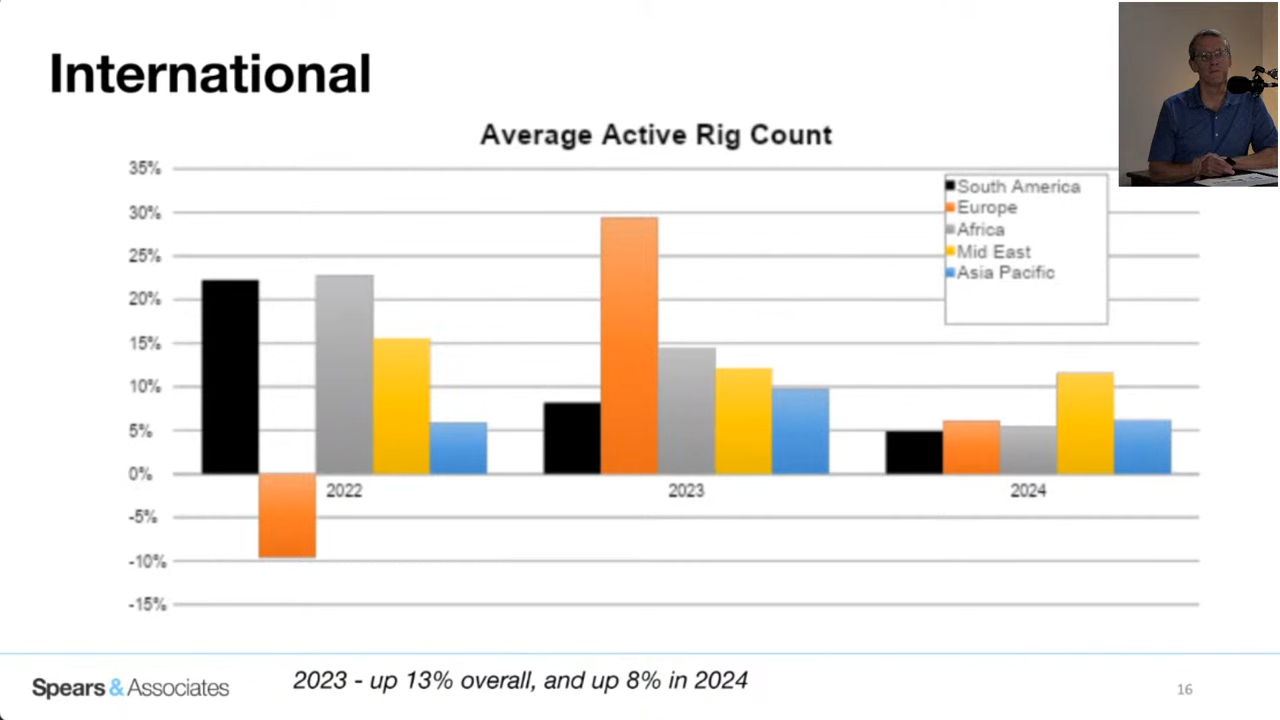 International
Average Active Rig Count
35%
30%
25%
20%
15%
10%
5%
0%
-5%
-10%
-15%
South America
Europe
Africa
Mid East
Asia Pacific
2022
2023
2024
Spears & Associates
2023 - up 13% overall, and up 8% in 2024
16